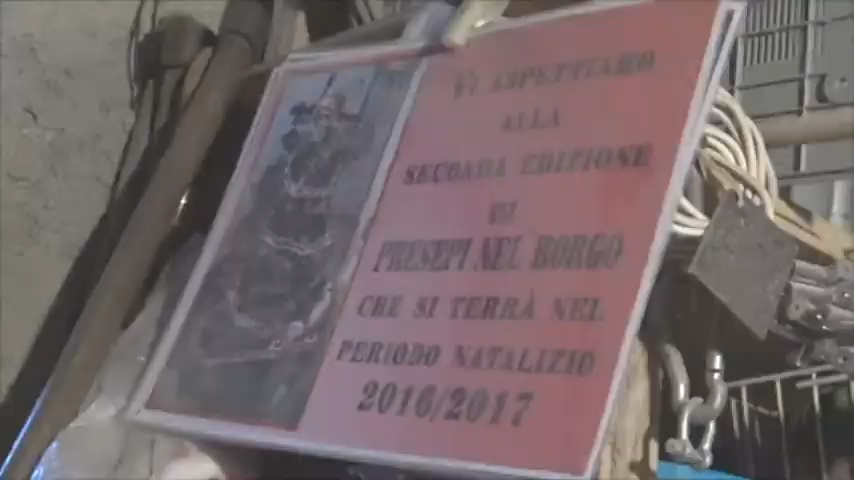 VI ASPETTIAMO
ALLA
SECONDA EDIZIONE
DI
PRESEPI NEL BORGO
CHE SI TERRÀ NEL
PERIODO NATALIZIO
2016/2017